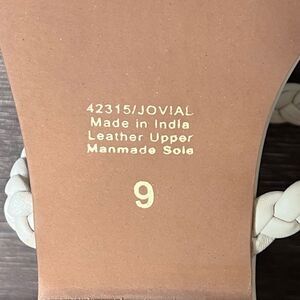 42315/JOVIAL
Made in India
Leather Upper
Manmade Sole
9